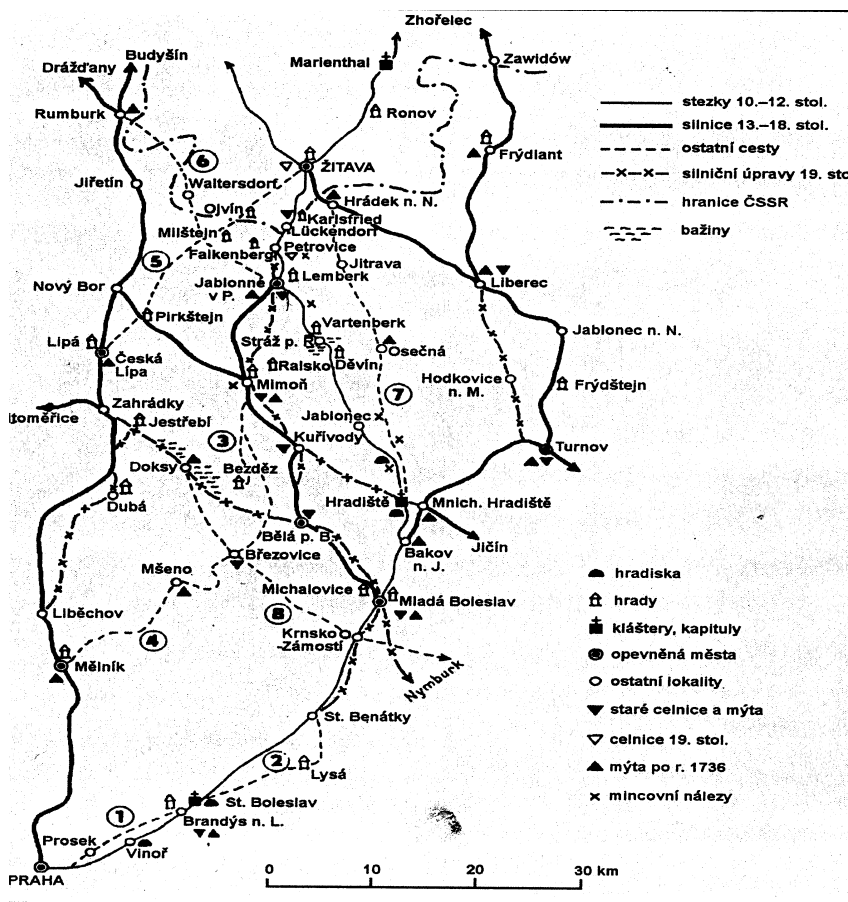 Zhořelec
Budyšín
Drážďany
Marienthal
Zawidów
Rumburk
Ronov
stezky 10.–12. stol.
silnice 13.–18. stol.
ostatní cesty
silniční úpravy 19. sto
hranice ČSSR
bažiny
6
ŽITAVA
Frýdlant
Jiřetín
Waltersdorf
Hrádek n. N.
Ojvín
Karlsfried
Lückendorf
Milštejn
Petrovice
Falkenberg
5
Jitrava
Lemberk
Jablonné
v P.
Liberec
Nový Bor
Pirkštejn
Vartenberk
Jablonec n. N.
Lipá
Stráž p. R.
Osečná
Česká
Lípa
Ralsko
Děvín
Mimoň
Hodkovice
n. M.
Frýdštejn
7
Zahrádky
Jablonec
toměřice
Jestřebí
3
Kuřívody
Turnov
Doksy
Bezděz
Hradiště
Mnich. Hradiště
Dubá
Bělá p. B.
Jičín
Bakov
n. J.
Březovice
Mšeno
Michalovice
Mladá Boleslav
Liběchov
8
4
Krnsko
-Zámostí
Mělník
Nymburk
St. Benátky
2
Lysá
St. Boleslav
1
Brandýs n. L.
Prosek
Vinoř
PRAHA
hradiska
hrady
kláštery, kapituly
opevněná města
ostatní lokality
staré celnice a mýta
celnice 19. stol.
mýta po r. 1736
mincovní nálezy
0 10 20 30 km